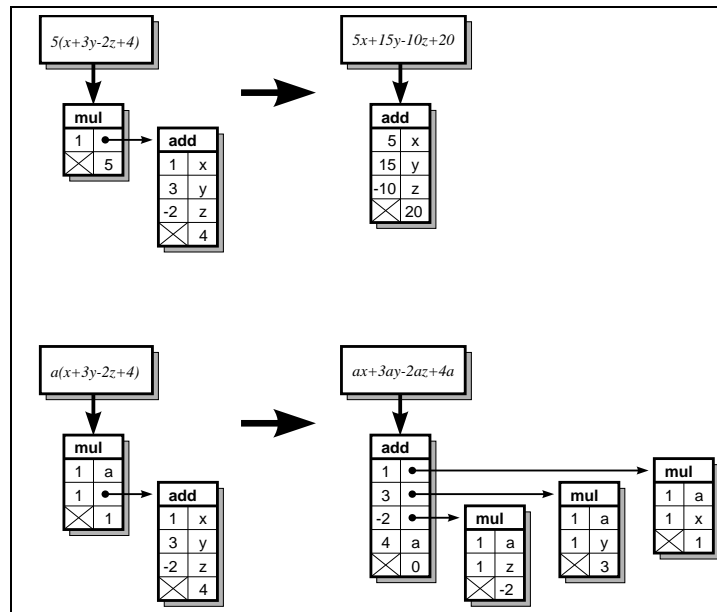 5(x+3y-2z+4)
5x+15y-10z+20
mul
1
5
add
1 x
3 y
-2 z
4
add
5 x
15 y
-10 z
20
a(x+3y-2z+4)
ax+3ay-2az+4a
mul
1 a
1
1
add
1 x
3 y
-2 z
4
add
1
3
-2
4 a
0
mul
1 a
1 z
-2
mul
1 a
1 y
3
mul
1 a
1 x
1